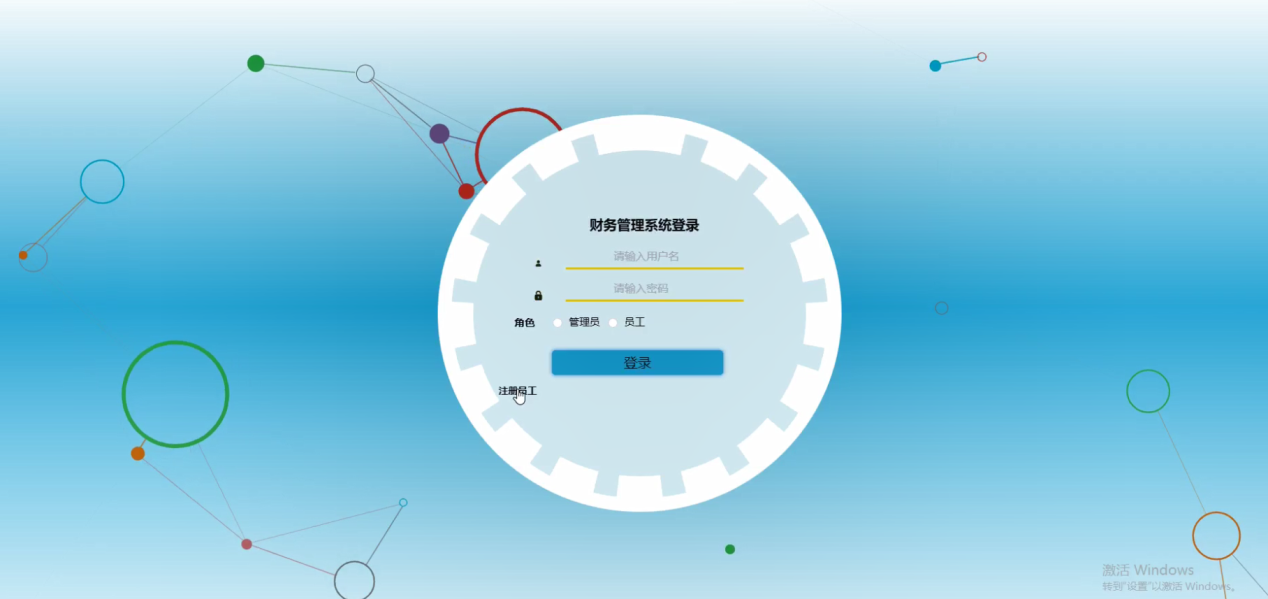 财务管理系统登录
请输入用户名
请输入密码
角色 管理员 员工
登录
注册员工
激活 Windows
转到"设置"以激活 Windows。